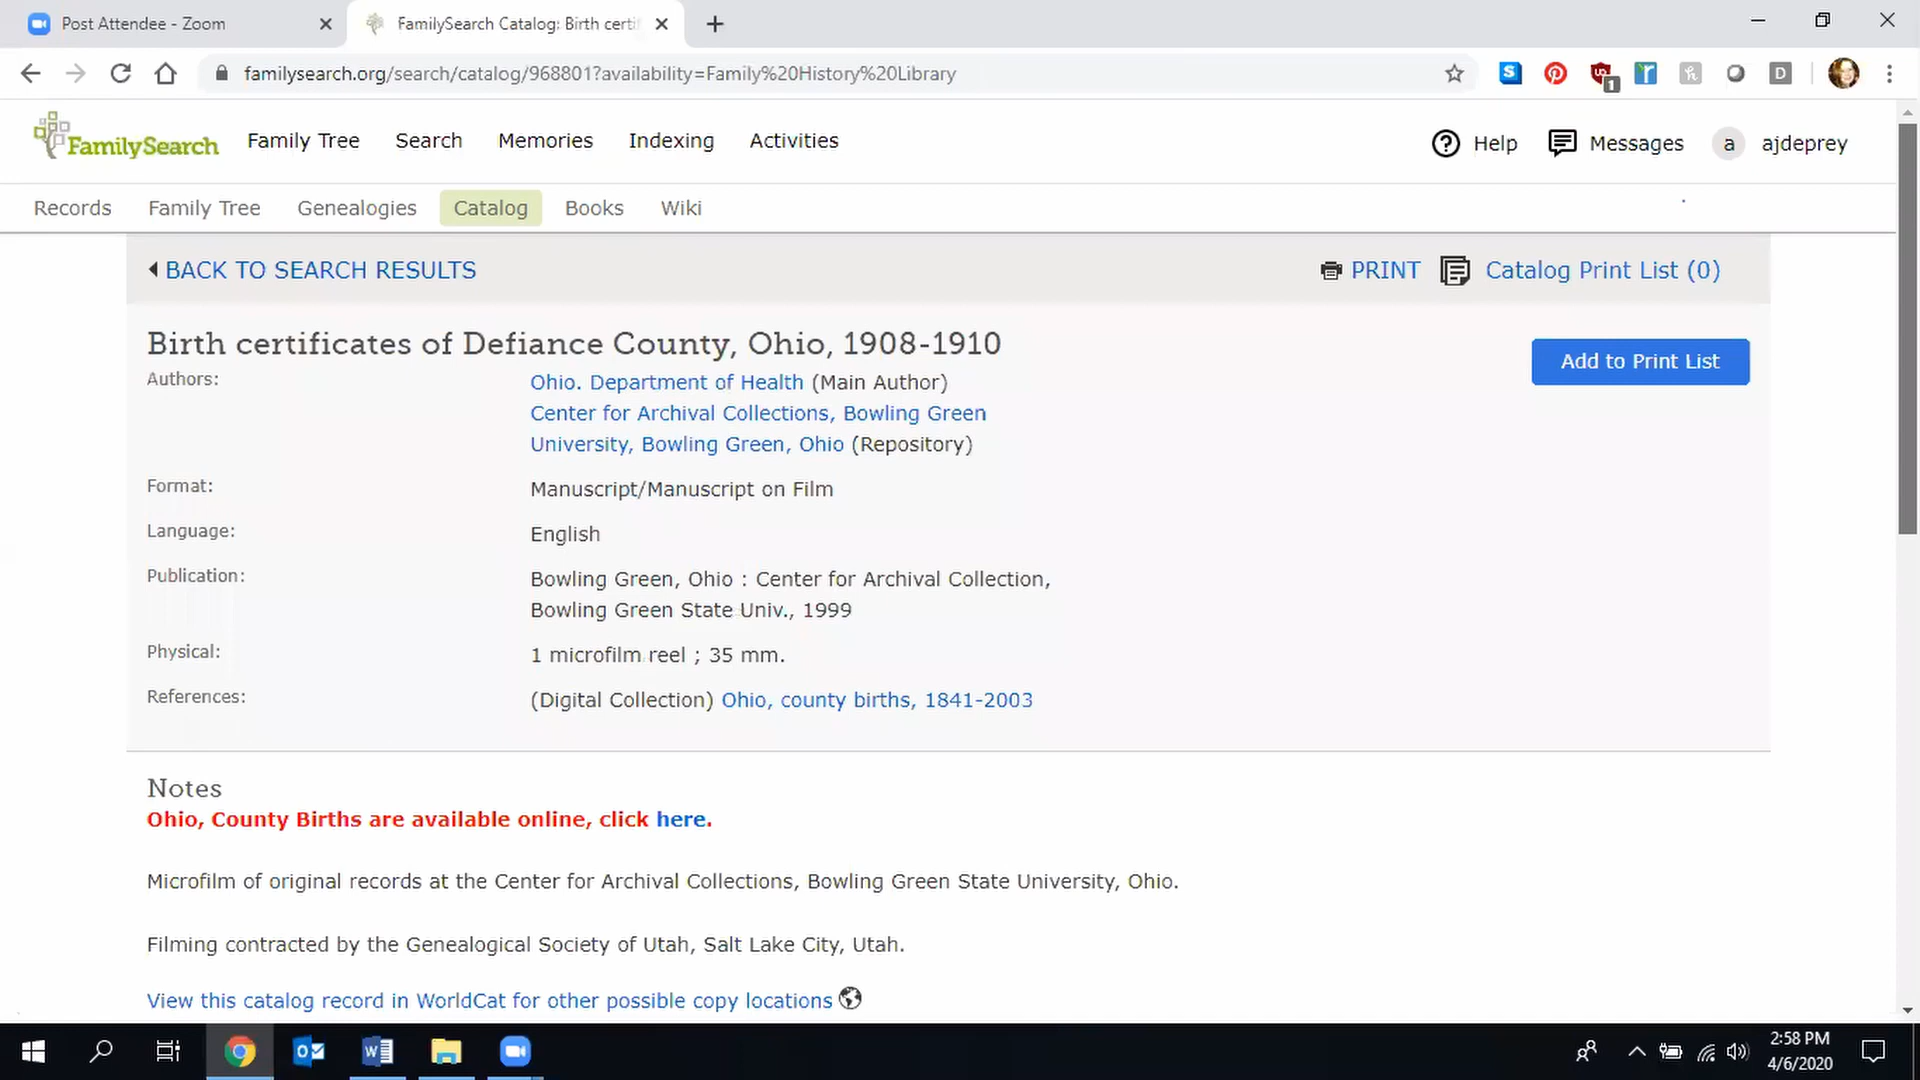 Post Attendee - Zoom
FamilySearch Catalog: Birth certi
familysearch.org/search/catalog/968801?availability=Family%20History%20Library
S
1
D
FamilySearch
Family Tree
Search
Memories
Indexing
Activities
? Help
Messages
a
ajdeprey
Records
Family Tree
Genealogies
Catalog
Books
Wiki
BACK TO SEARCH RESULTS
PRINT
Catalog Print List (0)
Birth certificates of Defiance County, Ohio, 1908-1910
Add to Print List
Authors:
Ohio. Department of Health (Main Author)
Center for Archival Collections, Bowling Green
University, Bowling Green, Ohio (Repository)
Format:
Manuscript/Manuscript on Film
Language:
English
Publication:
Bowling Green, Ohio : Center for Archival Collection,
Bowling Green State Univ., 1999
Physical:
1 microfilm reel ; 35 mm.
References:
(Digital Collection) Ohio, county births, 1841-2003
Notes
Ohio, County Births are available online, click here.
Microfilm of original records at the Center for Archival Collections, Bowling Green State University, Ohio.
Filming contracted by the Genealogical Society of Utah, Salt Lake City, Utah.
View this catalog record in WorldCat for other possible copy locations
2:58 PM
4/6/2020